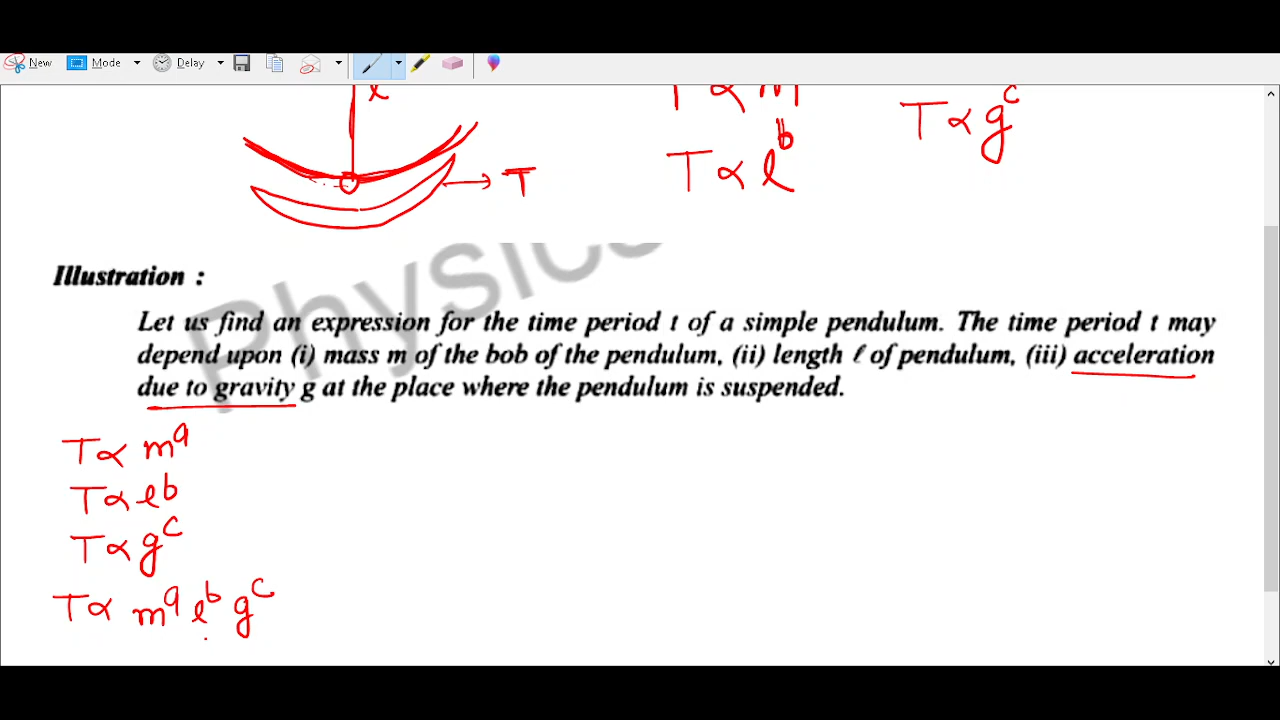 New Mode Delay
l
T ∝ m
T ∝ g^c
T ∝ l^b
T
Physics
Illustration :
Let us find an expression for the time period t of a simple pendulum. The time period t may
depend upon (i) mass m of the bob of the pendulum, (ii) length ℓ of pendulum, (iii) acceleration
due to gravity g at the place where the pendulum is suspended.
T ∝ m^a
T ∝ l^b
T ∝ g^c
T ∝ m^a l^b g^c